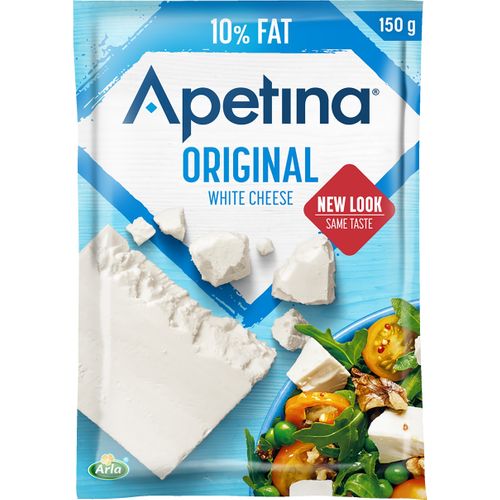 10% FAT
150 g
Apetina®
ORIGINAL
WHITE CHEESE
NEW LOOK
SAME TASTE
Arla